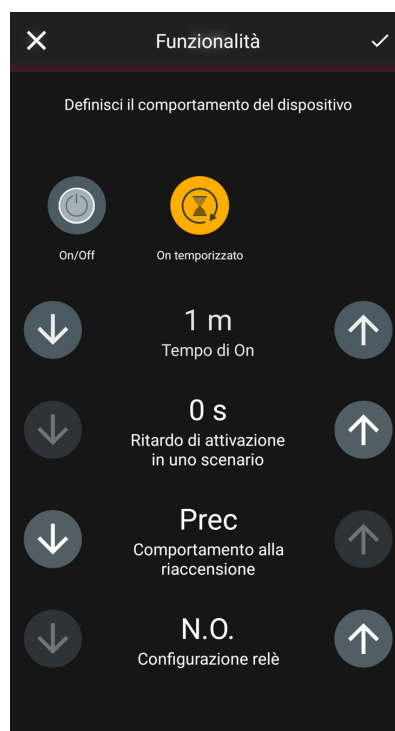 Funzionalità
Definisci il comportamento del dispositivo
On/Off
On temporizzato
1 m
Tempo di On
0 s
Ritardo di attivazione
in uno scenario
Prec
Comportamento alla
riaccensione
N.O.
Configurazione relè